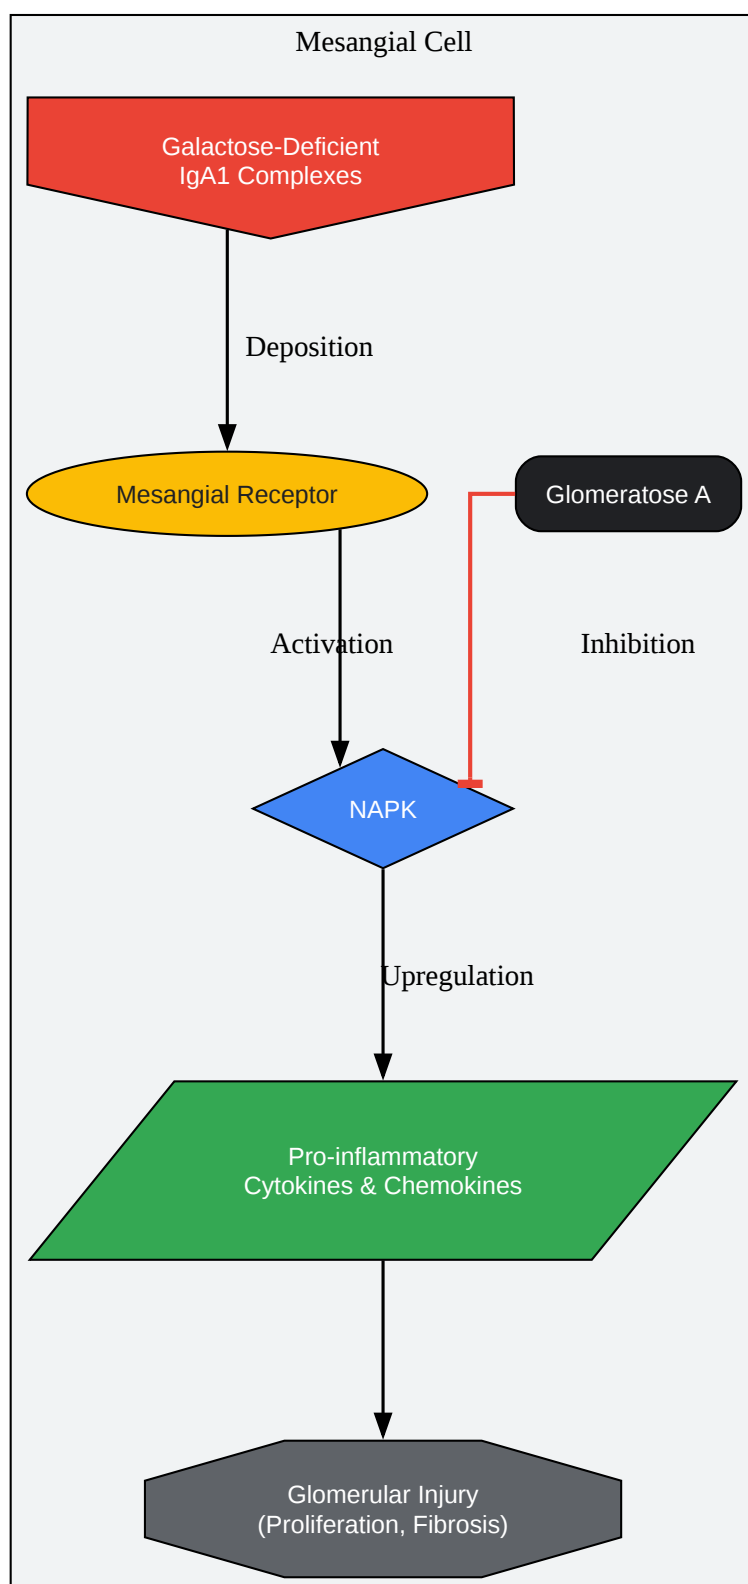 Mesangial Cell
Galactose-Deficient
IgA1 Complexes
Deposition
Mesangial Receptor
Glomeratose A
Activation
Inhibition
NAPK
Upregulation
Pro-inflammatory
Cytokines & Chemokines
Glomerular Injury
(Proliferation, Fibrosis)